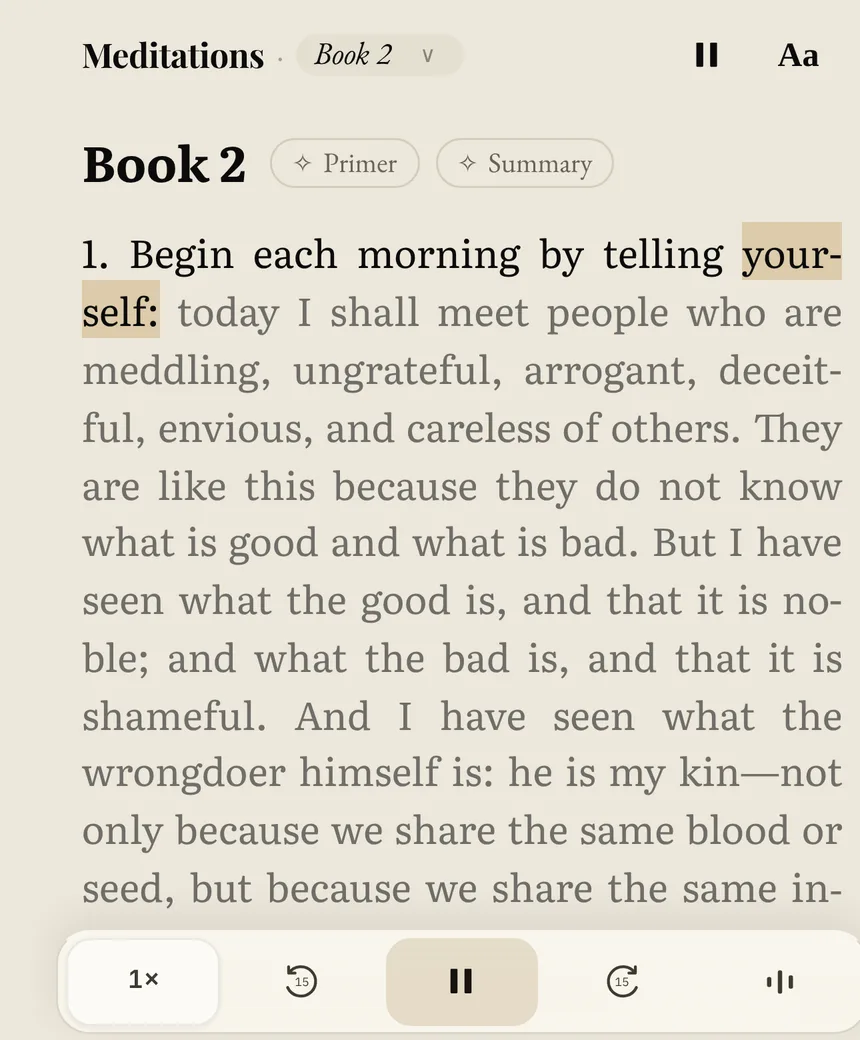 Meditations · Book 2 ∨ Aa
Book 2 ✧ Primer ✧ Summary
1. Begin each morning by telling your-
self: today I shall meet people who are
meddling, ungrateful, arrogant, deceit-
ful, envious, and careless of others. They
are like this because they do not know
what is good and what is bad. But I have
seen what the good is, and that it is no-
ble; and what the bad is, and that it is
shameful. And I have seen what the
wrongdoer himself is: he is my kin—not
only because we share the same blood or
seed, but because we share the same in-
1× 15 15